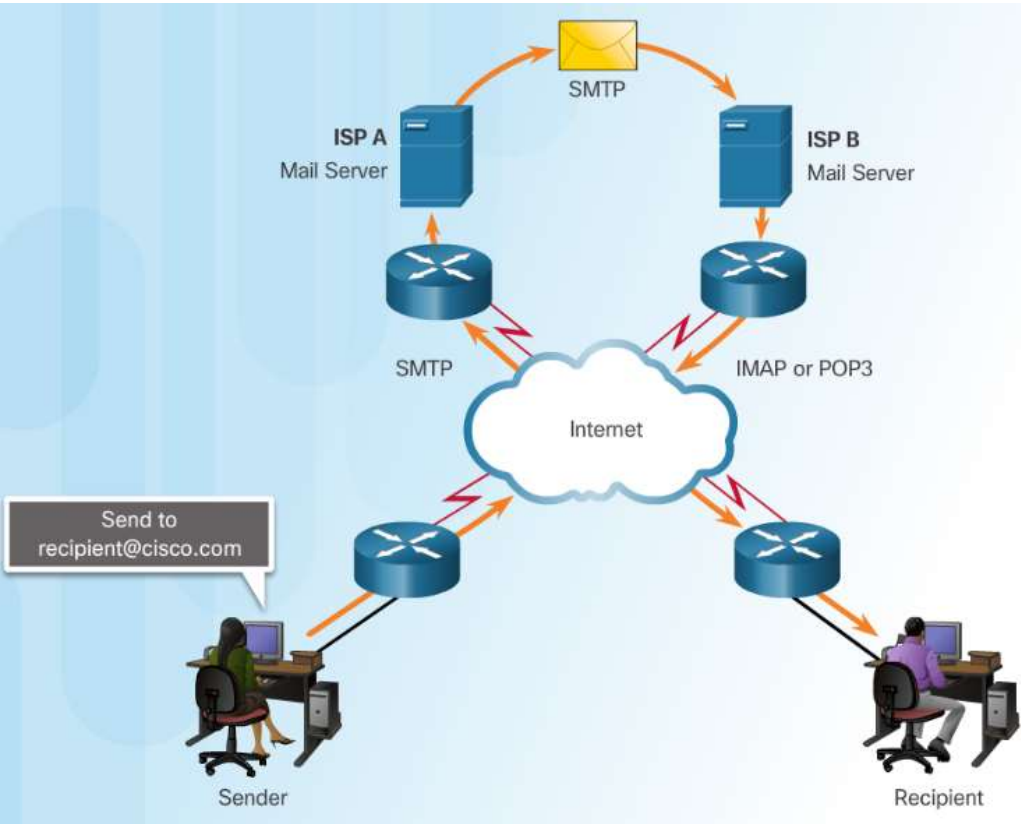 SMTP
ISP A
Mail Server
ISP B
Mail Server
SMTP
IMAP or POP3
Internet
Send to
recipient@cisco.com
Sender
Recipient